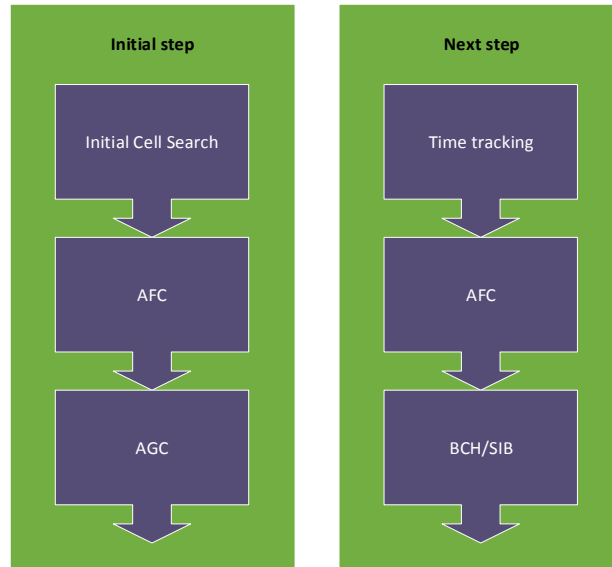 Initial step
Initial Cell Search
AFC
AGC
Next step
Time tracking
AFC
BCH/SIB